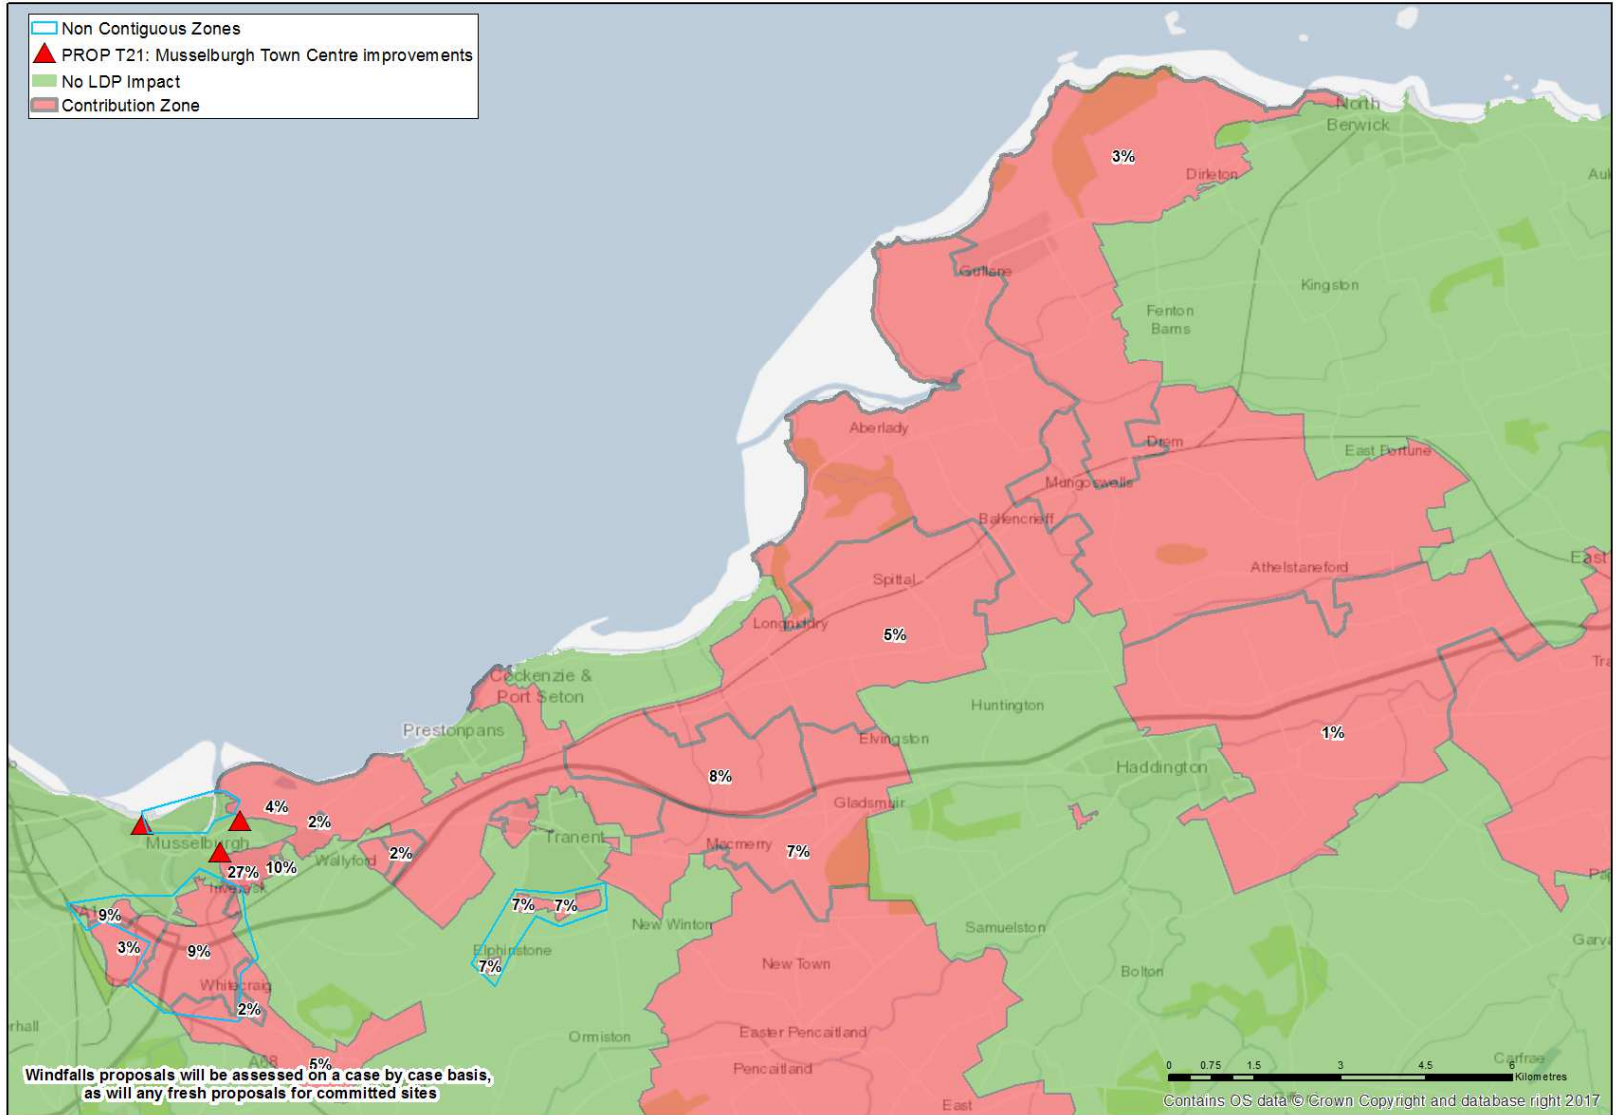 Non Contiguous Zones
PROP T21: Musselburgh Town Centre improvements
No LDP Impact
Contribution Zone
North
Berwick
3%
Dirleton
Gullane
Kingston
Fenton
Barns
Aberlady
Drem
East Fortune
Mungoswells
Ballencrieff
Athelstaneford
East
Spittal
Longniddry
5%
Cockenzie &
Port Seton
Huntington
Prestonpans
Elvingston
1%
8%
Haddington
4%
2%
Gladsmuir
Musselburgh
Tranent
Macmerry
7%
Wallyford
2%
27%
10%
Inveresk
9%
7%
7%
New Winton
Samuelston
3%
9%
Elphinstone
7%
New Town
Bolton
Whitecraig
2%
Ormiston
Easter Pencaitland
Pencaitland
A68
5%
Carfrae
Windfalls proposals will be assessed on a case by case basis,
as will any fresh proposals for committed sites
0 0.75 1.5 3 4.5 6
Kilometres
East
Contains OS data © Crown Copyright and database right 2017